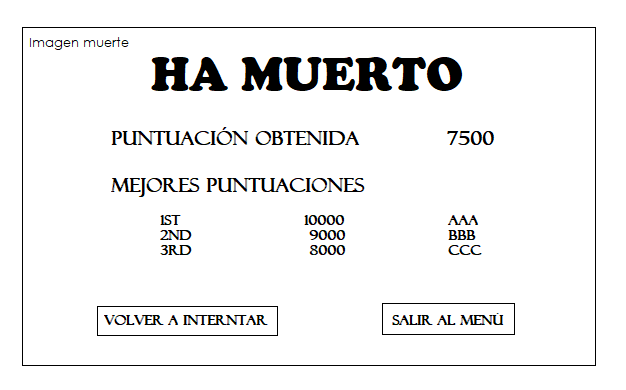 Imagen muerte
HA MUERTO
PUNTUACIÓN OBTENIDA 7500
MEJORES PUNTUACIONES
1ST 10000 AAA
2ND 9000 BBB
3RD 8000 CCC
VOLVER A INTERNTAR SALIR AL MENÚ